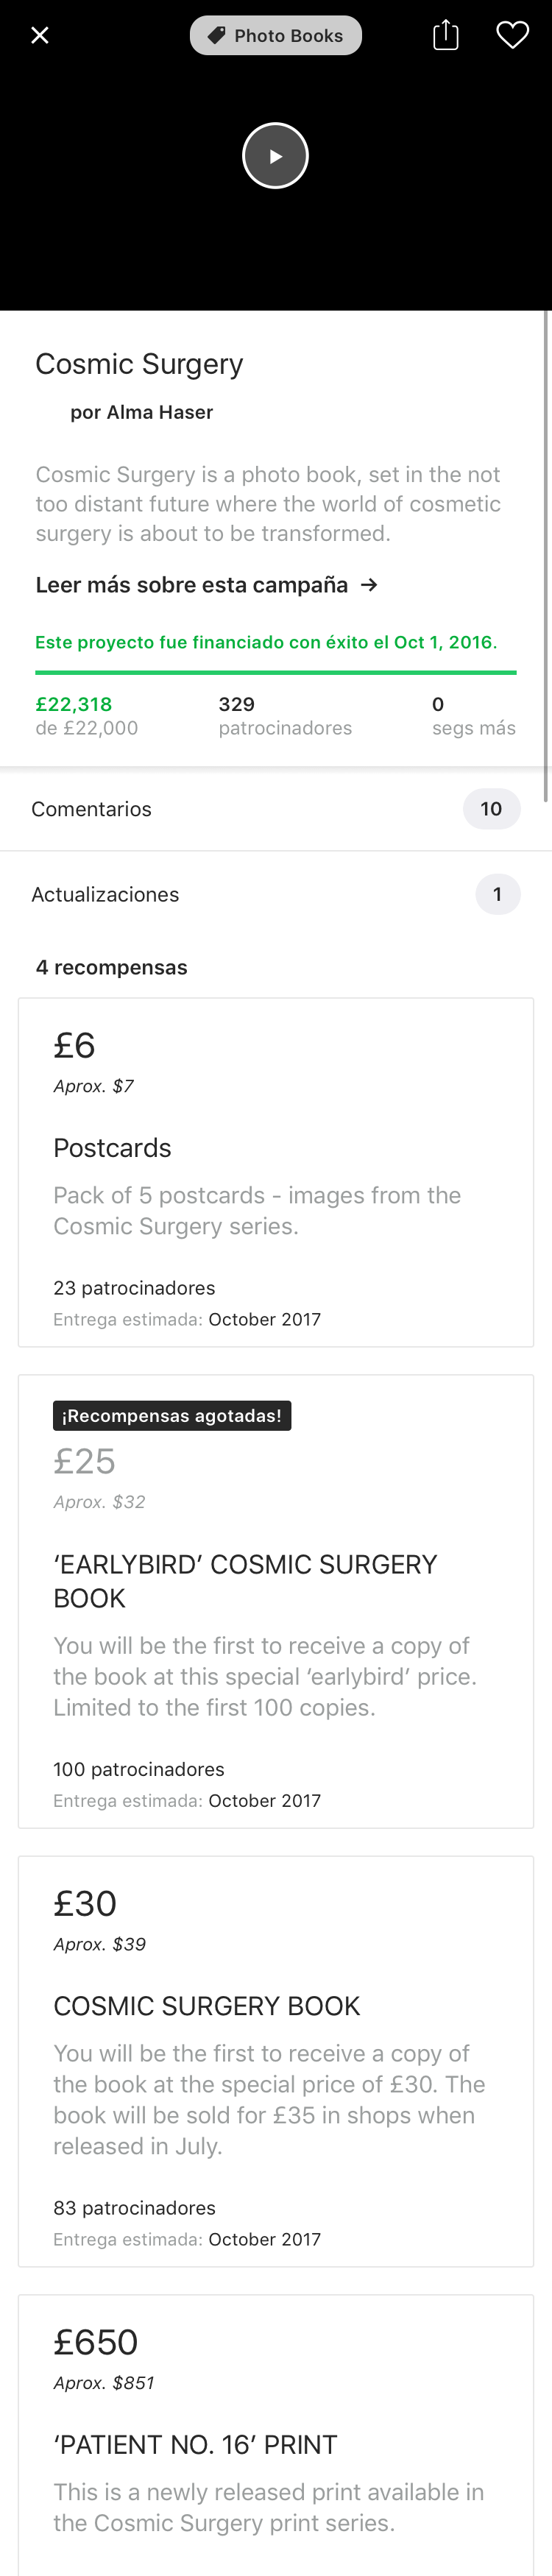 Photo Books
Cosmic Surgery
por Alma Haser
Cosmic Surgery is a photo book, set in the not
too distant future where the world of cosmetic
surgery is about to be transformed.
Leer más sobre esta campaña →
Este proyecto fue financiado con éxito el Oct 1, 2016.
£22,318 329 0
de £22,000 patrocinadores segs más
Comentarios 10
Actualizaciones 1
4 recompensas
£6
Aprox. $7
Postcards
Pack of 5 postcards - images from the
Cosmic Surgery series.
23 patrocinadores
Entrega estimada: October 2017
¡Recompensas agotadas!
£25
Aprox. $32
‘EARLYBIRD’ COSMIC SURGERY
BOOK
You will be the first to receive a copy of
the book at this special ‘earlybird’ price.
Limited to the first 100 copies.
100 patrocinadores
Entrega estimada: October 2017
£30
Aprox. $39
COSMIC SURGERY BOOK
You will be the first to receive a copy of
the book at the special price of £30. The
book will be sold for £35 in shops when
released in July.
83 patrocinadores
Entrega estimada: October 2017
£650
Aprox. $851
‘PATIENT NO. 16’ PRINT
This is a newly released print available in
the Cosmic Surgery print series.